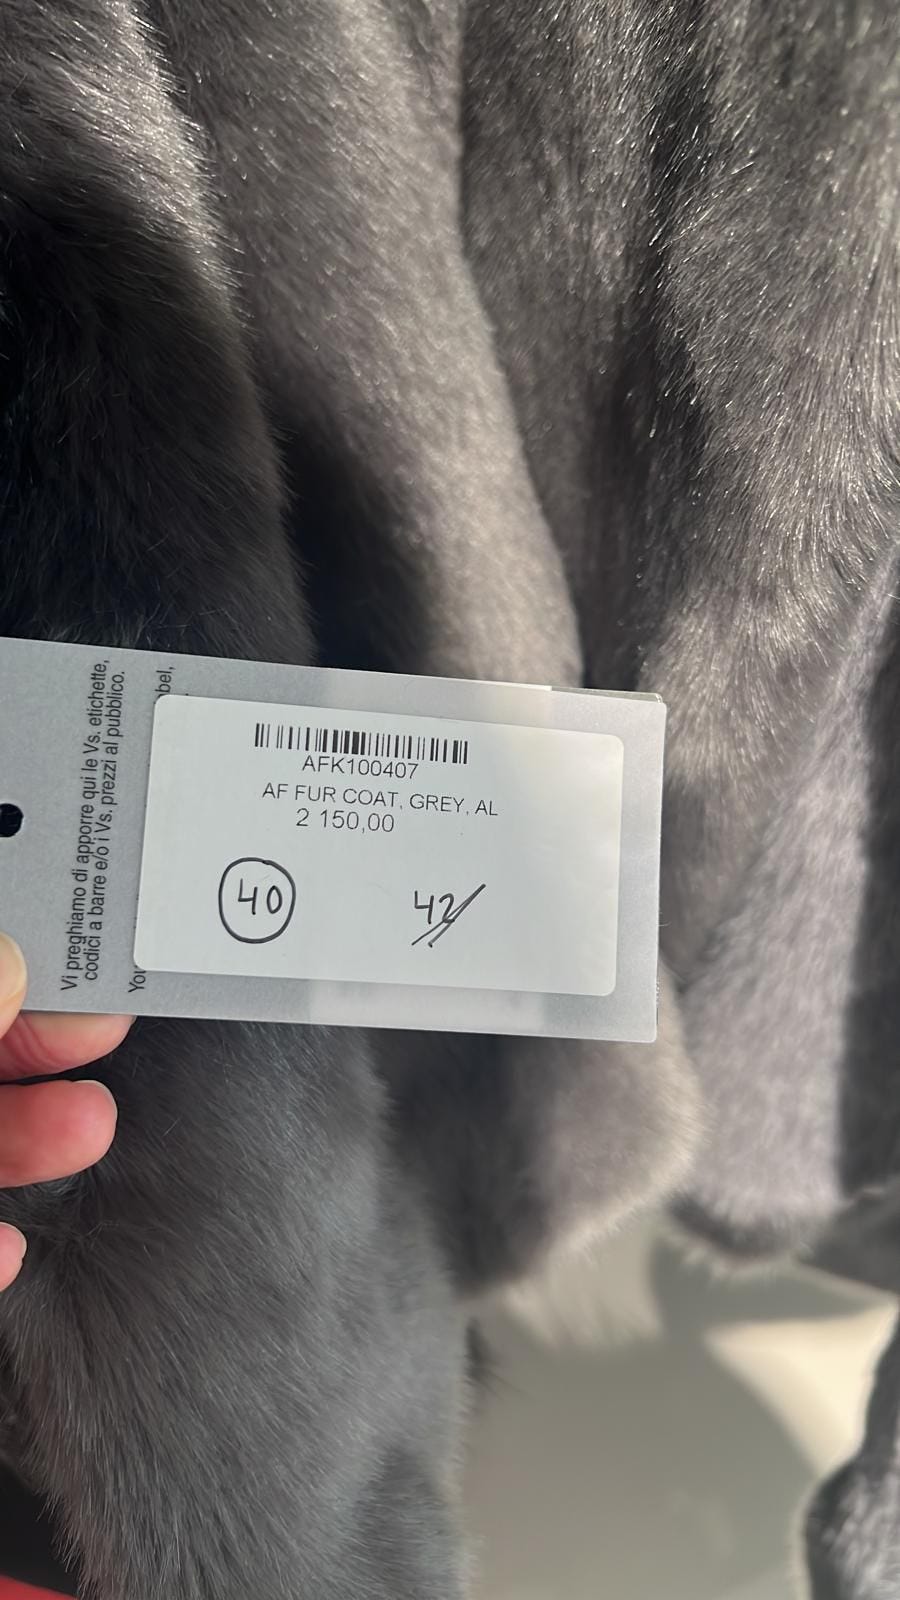 Vi preghiamo di apporre qui le Vs. etichette,
codici a barre e/o i Vs. prezzi al pubblico.
AFK100407
AF FUR COAT, GREY, AL
2 150,00
40
42